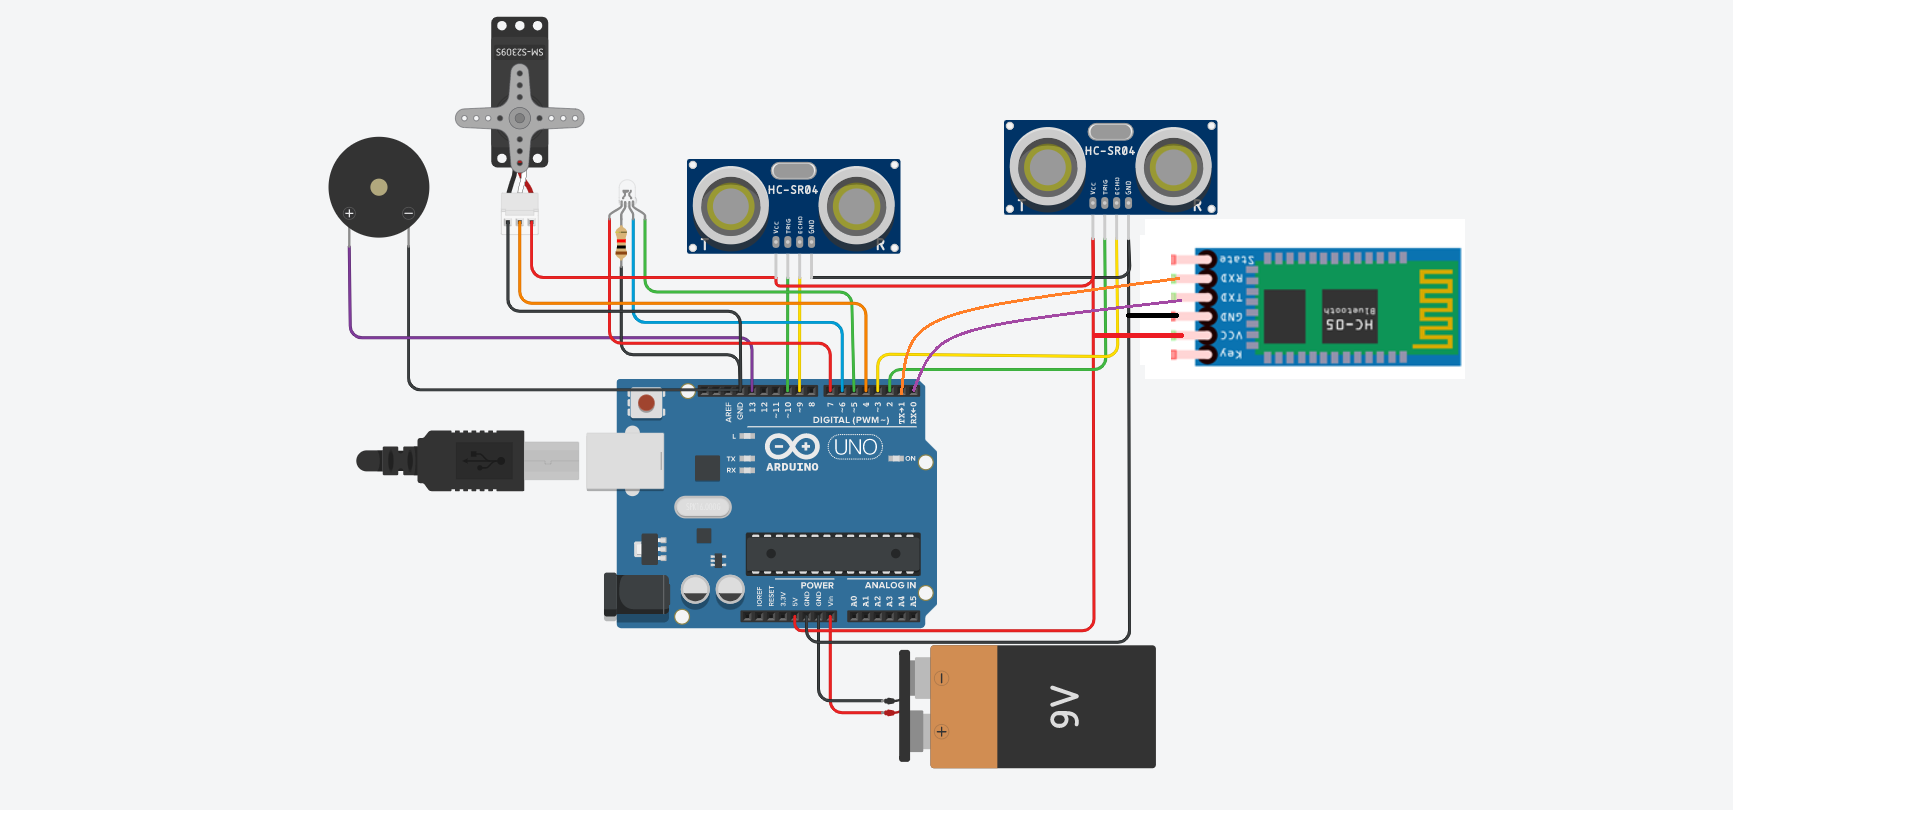 SM-S2309S
HC-SR04
VCC
TRIG
ECHO
GND
T
R
HC-SR04
VCC
TRIG
ECHO
GND
T
R
State
RXD
TXD
GND
VCC
Key
HC-05
Bluetooth
+
−
AREF
GND
13
12
~11
~10
~9
8
7
~6
~5
4
~3
2
TX→1
RX←0
DIGITAL (PWM~)
L
TX
RX
ARDUINO
UNO
ON
POWER
ANALOG IN
IOREF
RESET
3.3V
5V
GND
GND
Vin
A0
A1
A2
A3
A4
A5
−
+
9V